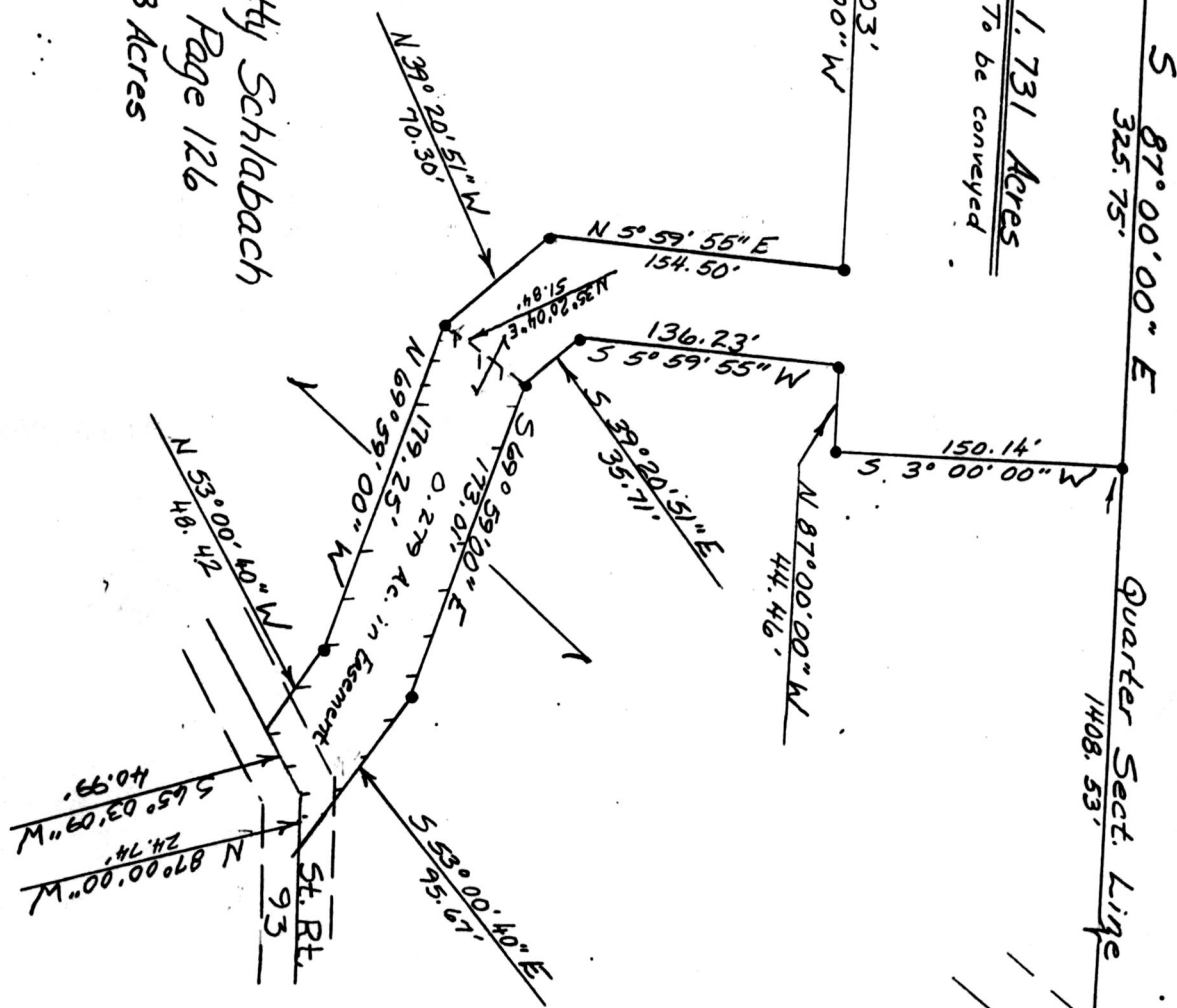 S 87° 00' 00" E
325.75'
Quarter Sect. Line
1408.53'
1.731 Acres
To be conveyed
03'
00" W
150.14'
S. 3° 00' 00" W
N 87° 00' 00" W
44.46'
136.23'
S 5° 59' 55" W
N 5° 59' 55" E
154.50'
S 39° 20' 51" E
35.71'
N 39° 20' 51" W
70.30'
N 35° 20' 04" E
51.84'
S 69° 59' 00" E
173.01'
0.279 Ac. in Easement
179.25'
N 69° 59' 00" W
N 53° 00' 40" W
48.42
S 53° 00' 40" E
95.67'
S 65° 03' 09" W
40.99'
N 87° 00' 00" W
24.74'
St. Rt.
93
tty Schlabach
Page 126
3 Acres